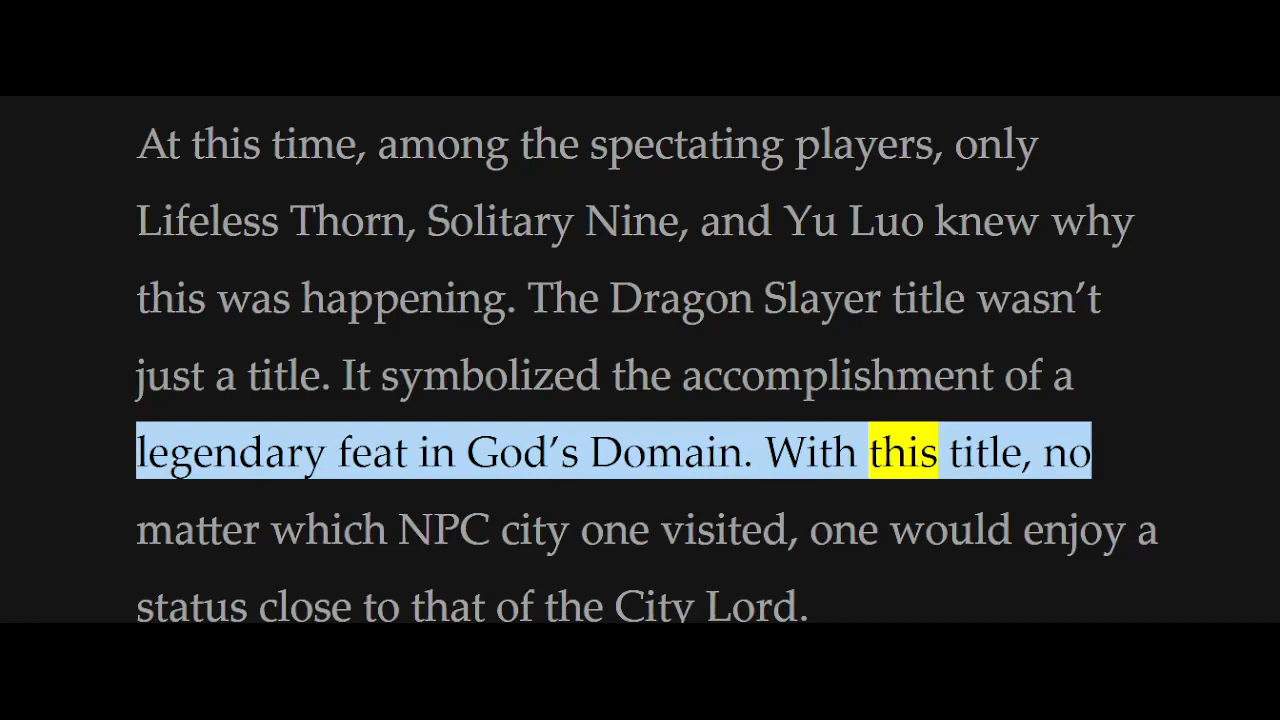 At this time, among the spectating players, only
Lifeless Thorn, Solitary Nine, and Yu Luo knew why
this was happening. The Dragon Slayer title wasn’t
just a title. It symbolized the accomplishment of a
legendary feat in God’s Domain. With this title, no
matter which NPC city one visited, one would enjoy a
status close to that of the City Lord.